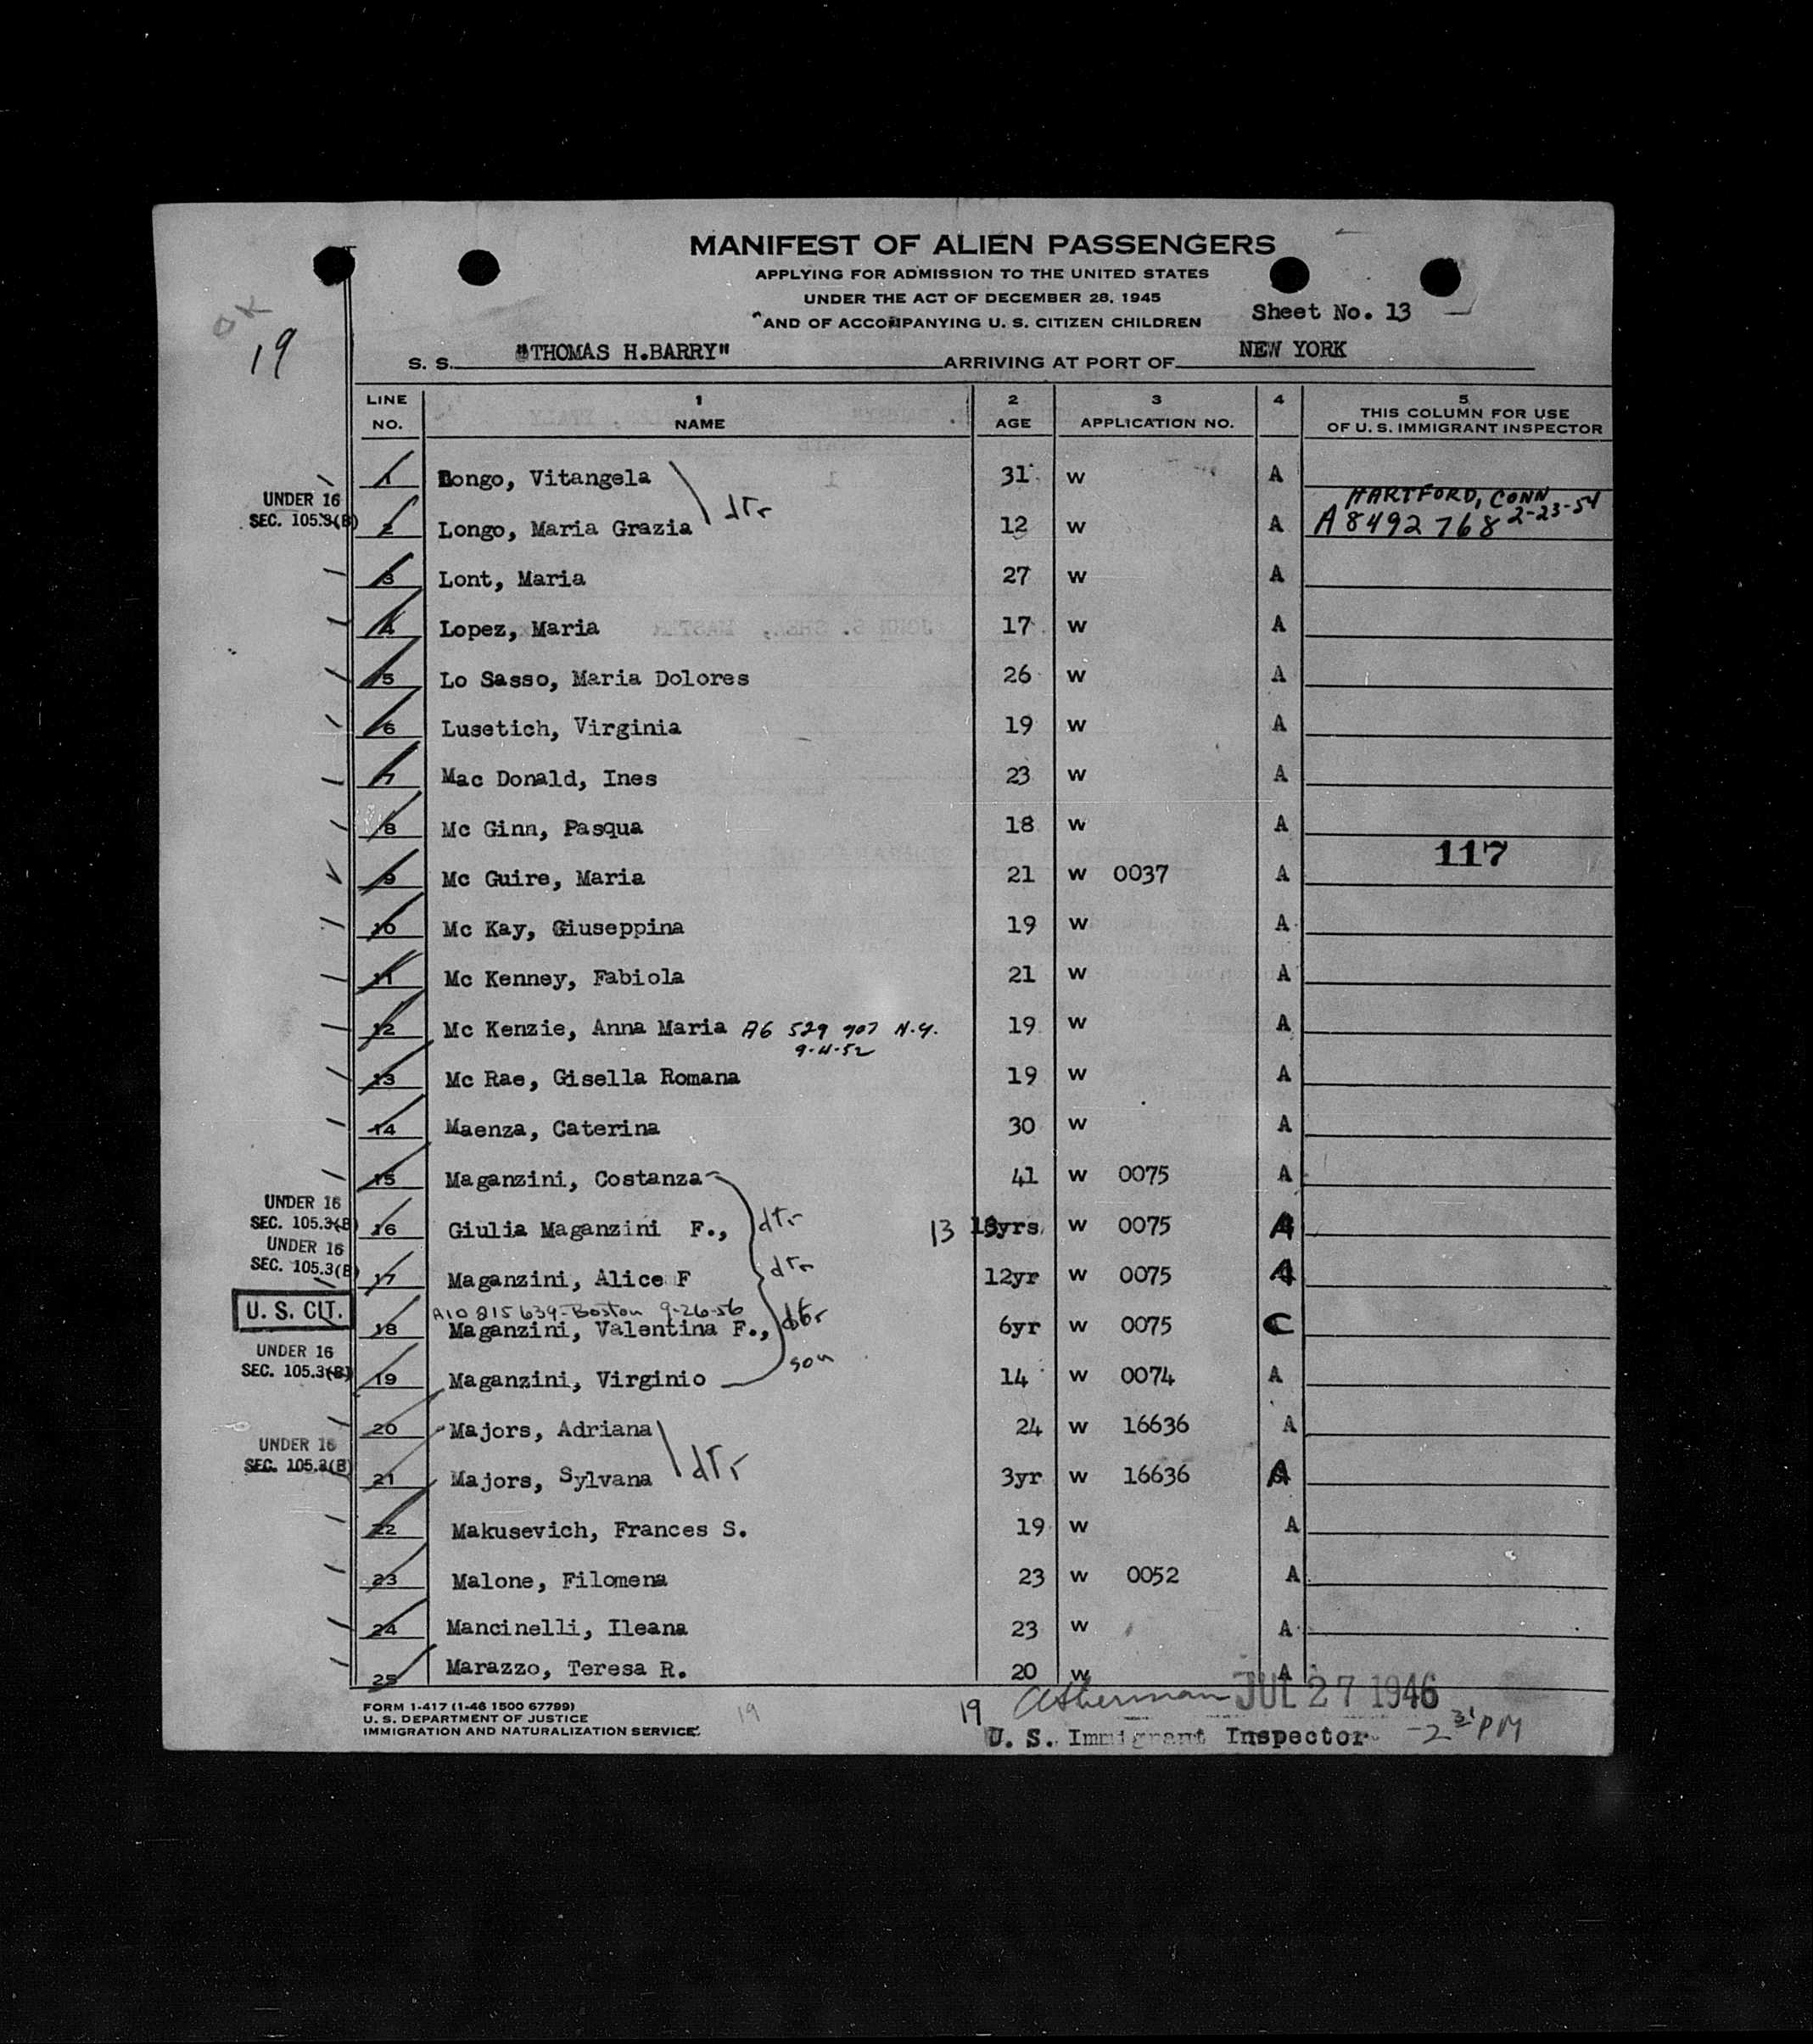 MANIFEST OF ALIEN PASSENGERS
APPLYING FOR ADMISSION TO THE UNITED STATES
UNDER THE ACT OF DECEMBER 28, 1945
AND OF ACCOMPANYING U. S. CITIZEN CHILDREN
Sheet No. 13
OK
19
S. S. "THOMAS H.BARRY" ARRIVING AT PORT OF NEW YORK
LINE NO. 1 NAME 2 AGE 3 APPLICATION NO. 4 5 THIS COLUMN FOR USE OF U. S. IMMIGRANT INSPECTOR
1 Longo, Vitangela 31 W A
HARTFORD, CONN
UNDER 16
SEC. 105.3(B) 2 Longo, Maria Grazia dtr 12 W A A8492768 2-23-54
3 Lont, Maria 27 W A
4 Lopez, Maria 17 W A
5 Lo Sasso, Maria Dolores 26 W A
6 Lusetich, Virginia 19 W A
7 Mac Donald, Ines 23 W A
8 Mc Ginn, Pasqua 18 W A
117
9 Mc Guire, Maria 21 W 0037 A
10 Mc Kay, Giuseppina 19 W A
11 Mc Kenney, Fabiola 21 W A
12 Mc Kenzie, Anna Maria A6 529 907 N.Y. 19 W A
9-11-52
13 Mc Rae, Gisella Romana 19 W A
14 Maenza, Caterina 30 W A
15 Maganzini, Costanza 41 W 0075 A
UNDER 16
SEC. 105.3(B) 16 Giulia Maganzini F., dtr 13 13yrs W 0075 A
UNDER 16
SEC. 105.3(B) 17 Maganzini, Alice F dtr 12yr W 0075 A
A10 815 639-Boston 9-26-56
U. S. CIT. 18 Maganzini, Valentina F., dtr 6yr W 0075 C
UNDER 16
SEC. 105.3(B) 19 Maganzini, Virginio son 14 W 0074 A
20 Majors, Adriana 24 W 16636 A
UNDER 16
SEC. 105.3(B) 21 Majors, Sylvana dtr 3yr W 16636 A
22 Makusevich, Frances S. 19 W A
23 Malone, Filomena 23 W 0052 A
24 Mancinelli, Ileana 23 W A
25 Marazzo, Teresa R. 20 W A
FORM I-417 (1-46 1500 67799)
U. S. DEPARTMENT OF JUSTICE
IMMIGRATION AND NATURALIZATION SERVICE.
19
19 JUL 27 1946
U. S. Immigrant Inspector -2 31 PM